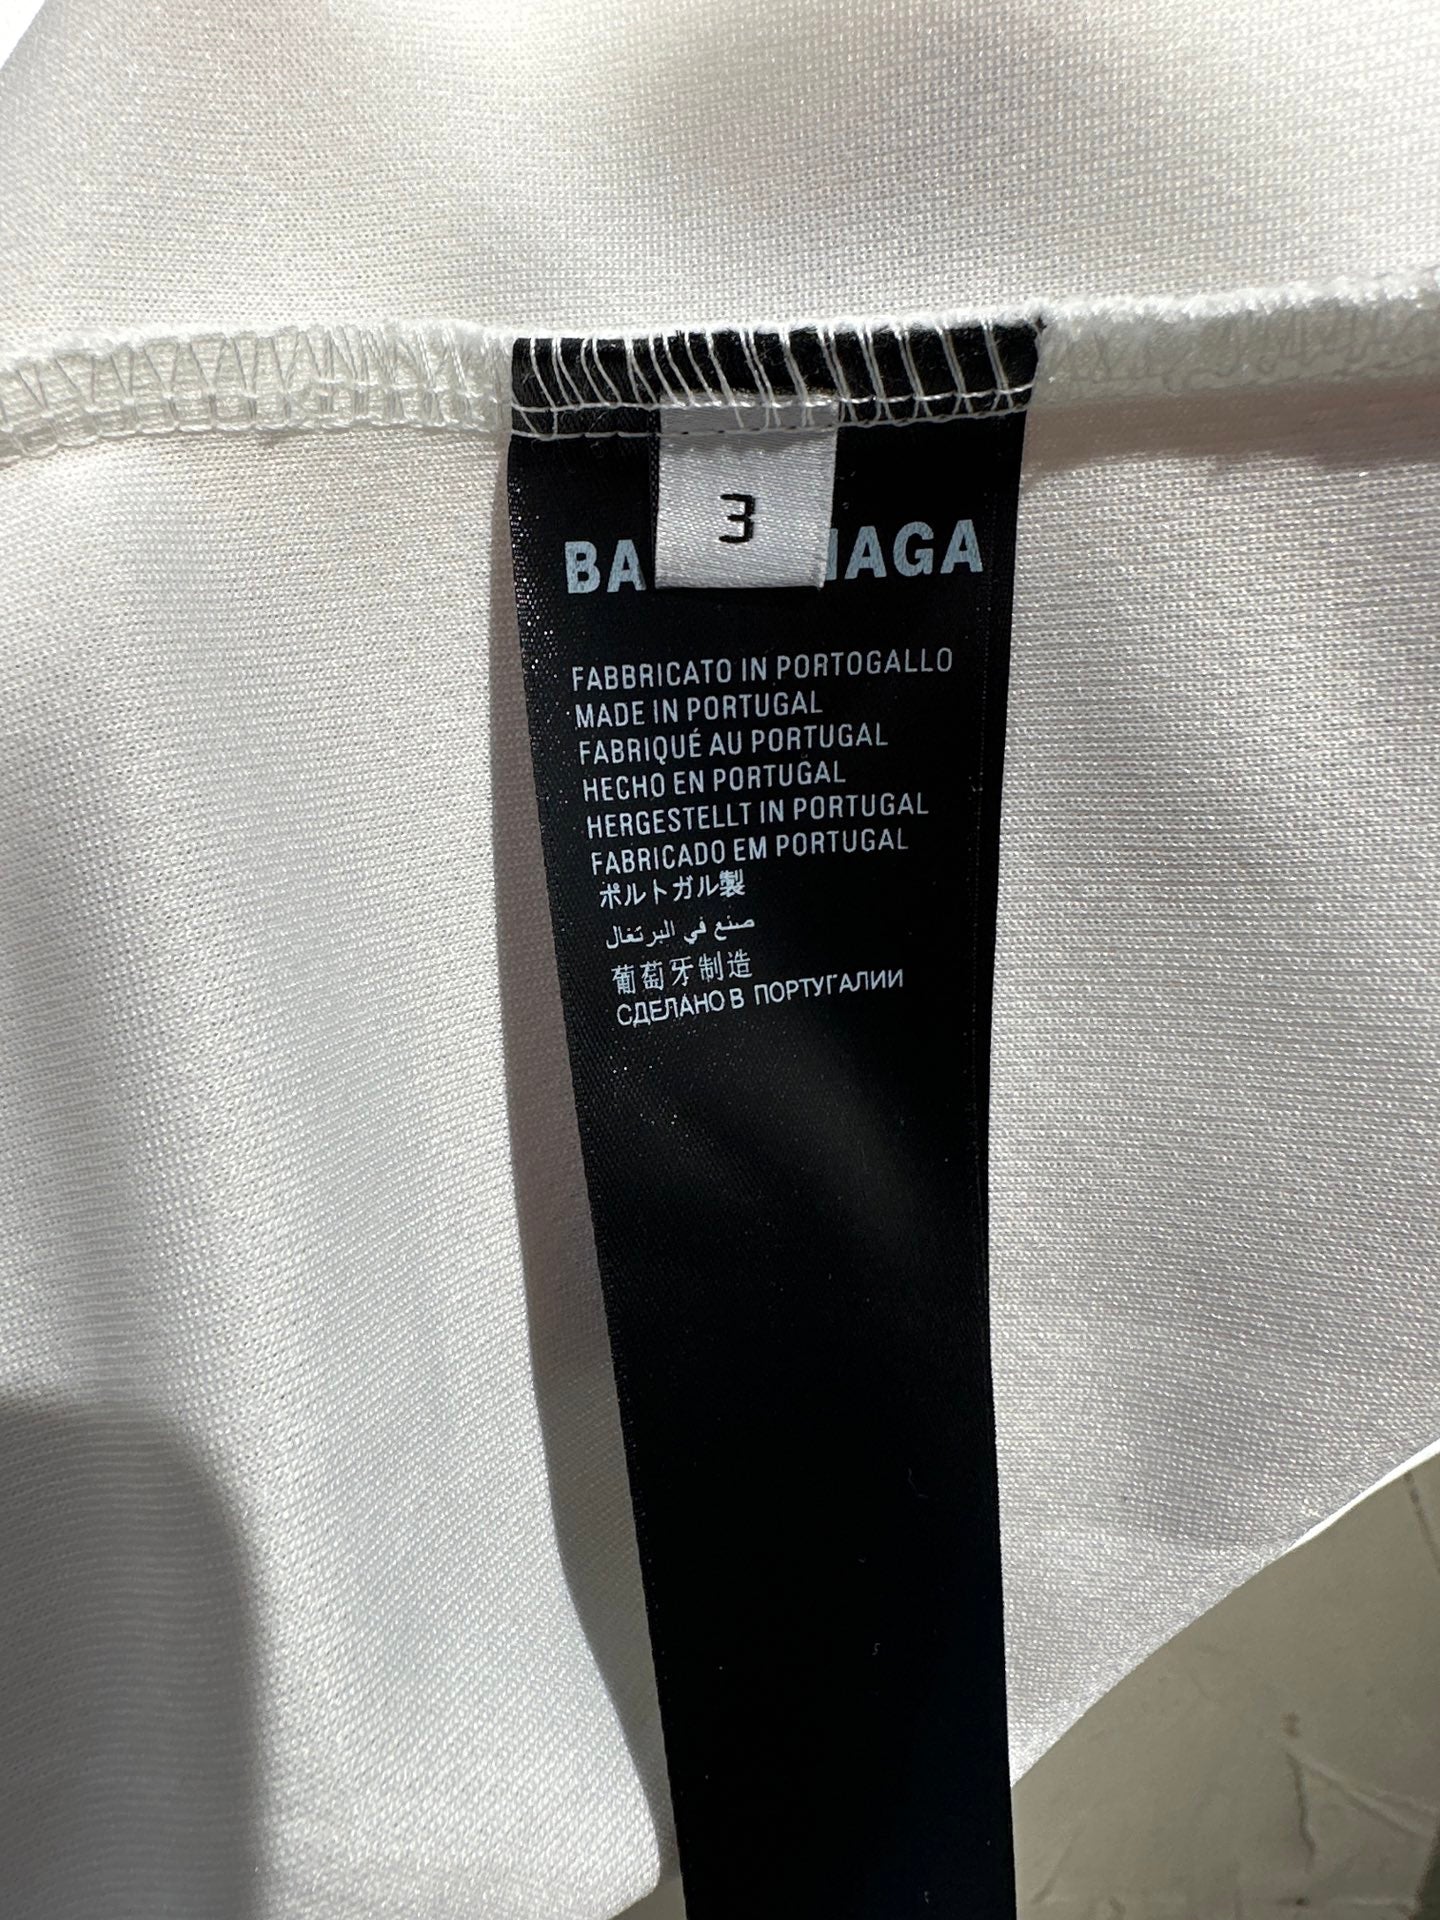 3
BA NAGA
FABBRICATO IN PORTOGALLO
MADE IN PORTUGAL
FABRIQUÉ AU PORTUGAL
HECHO EN PORTUGAL
HERGESTELLT IN PORTUGAL
FABRICADO EM PORTUGAL
ポルトガル製
صنع في البرتغال
葡萄牙制造
СДЕЛАНО В ПОРТУГАЛИИ